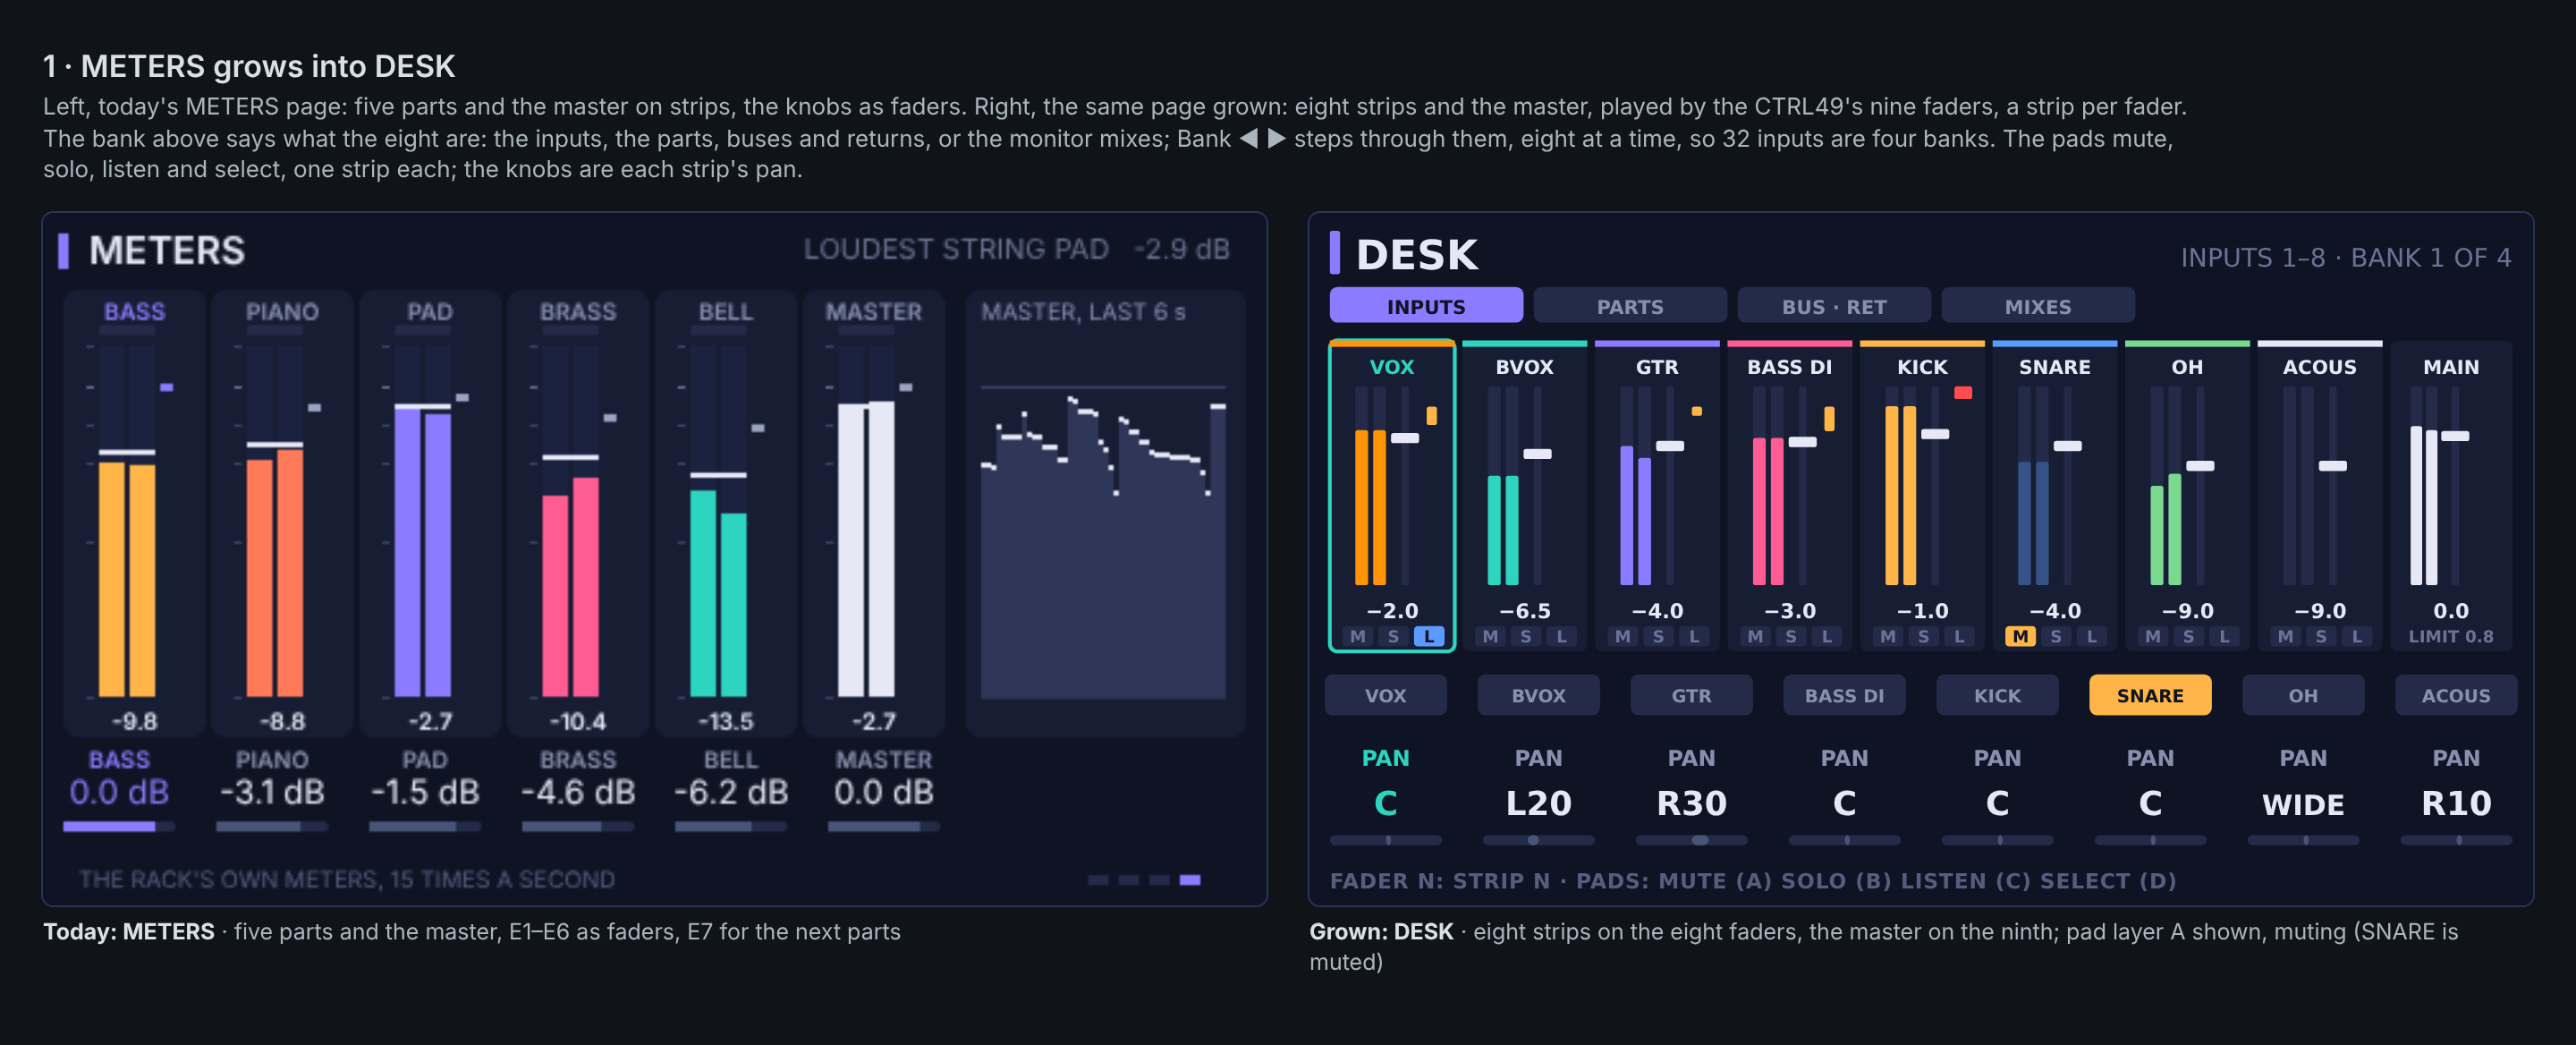 1 · METERS grows into DESK
Left, today's METERS page: five parts and the master on strips, the knobs as faders. Right, the same page grown: eight strips and the master, played by the CTRL49's nine faders, a strip per fader.
The bank above says what the eight are: the inputs, the parts, buses and returns, or the monitor mixes; Bank ◀ ▶ steps through them, eight at a time, so 32 inputs are four banks. The pads mute,
solo, listen and select, one strip each; the knobs are each strip's pan.
METERS
LOUDEST STRING PAD -2.9 dB
BASS PIANO PAD BRASS BELL MASTER MASTER, LAST 6 s
-9.8 -8.8 -2.7 -10.4 -13.5 -2.7
BASS PIANO PAD BRASS BELL MASTER
0.0 dB -3.1 dB -1.5 dB -4.6 dB -6.2 dB 0.0 dB
THE RACK'S OWN METERS, 15 TIMES A SECOND
Today: METERS · five parts and the master, E1–E6 as faders, E7 for the next parts
DESK
INPUTS 1–8 · BANK 1 OF 4
INPUTS PARTS BUS · RET MIXES
VOX BVOX GTR BASS DI KICK SNARE OH ACOUS MAIN
−2.0 −6.5 −4.0 −3.0 −1.0 −4.0 −9.0 −9.0 0.0
M S L M S L M S L M S L M S L M S L M S L M S L LIMIT 0.8
VOX BVOX GTR BASS DI KICK SNARE OH ACOUS
PAN PAN PAN PAN PAN PAN PAN PAN
C L20 R30 C C C WIDE R10
FADER N: STRIP N · PADS: MUTE (A) SOLO (B) LISTEN (C) SELECT (D)
Grown: DESK · eight strips on the eight faders, the master on the ninth; pad layer A shown, muting (SNARE is
muted)